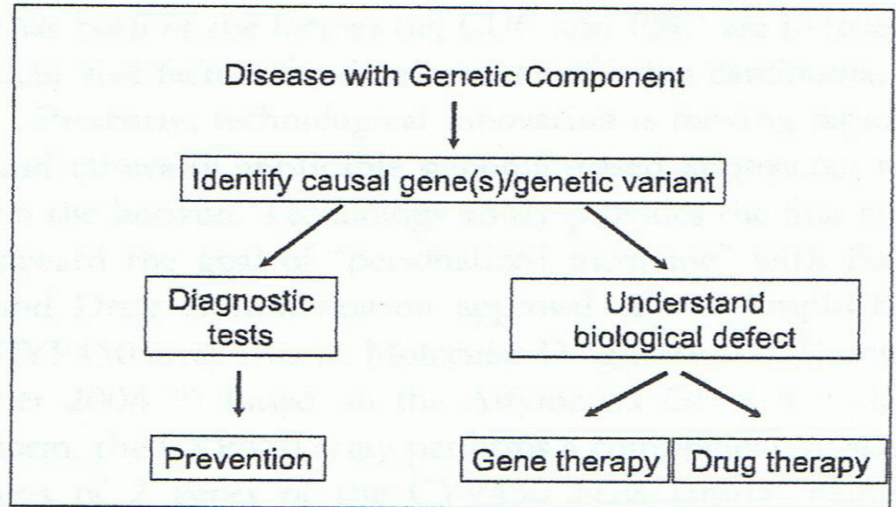 Disease with Genetic Component
Identify causal gene(s)/genetic variant
Diagnostic
tests
Understand
biological defect
Prevention
Gene therapy
Drug therapy